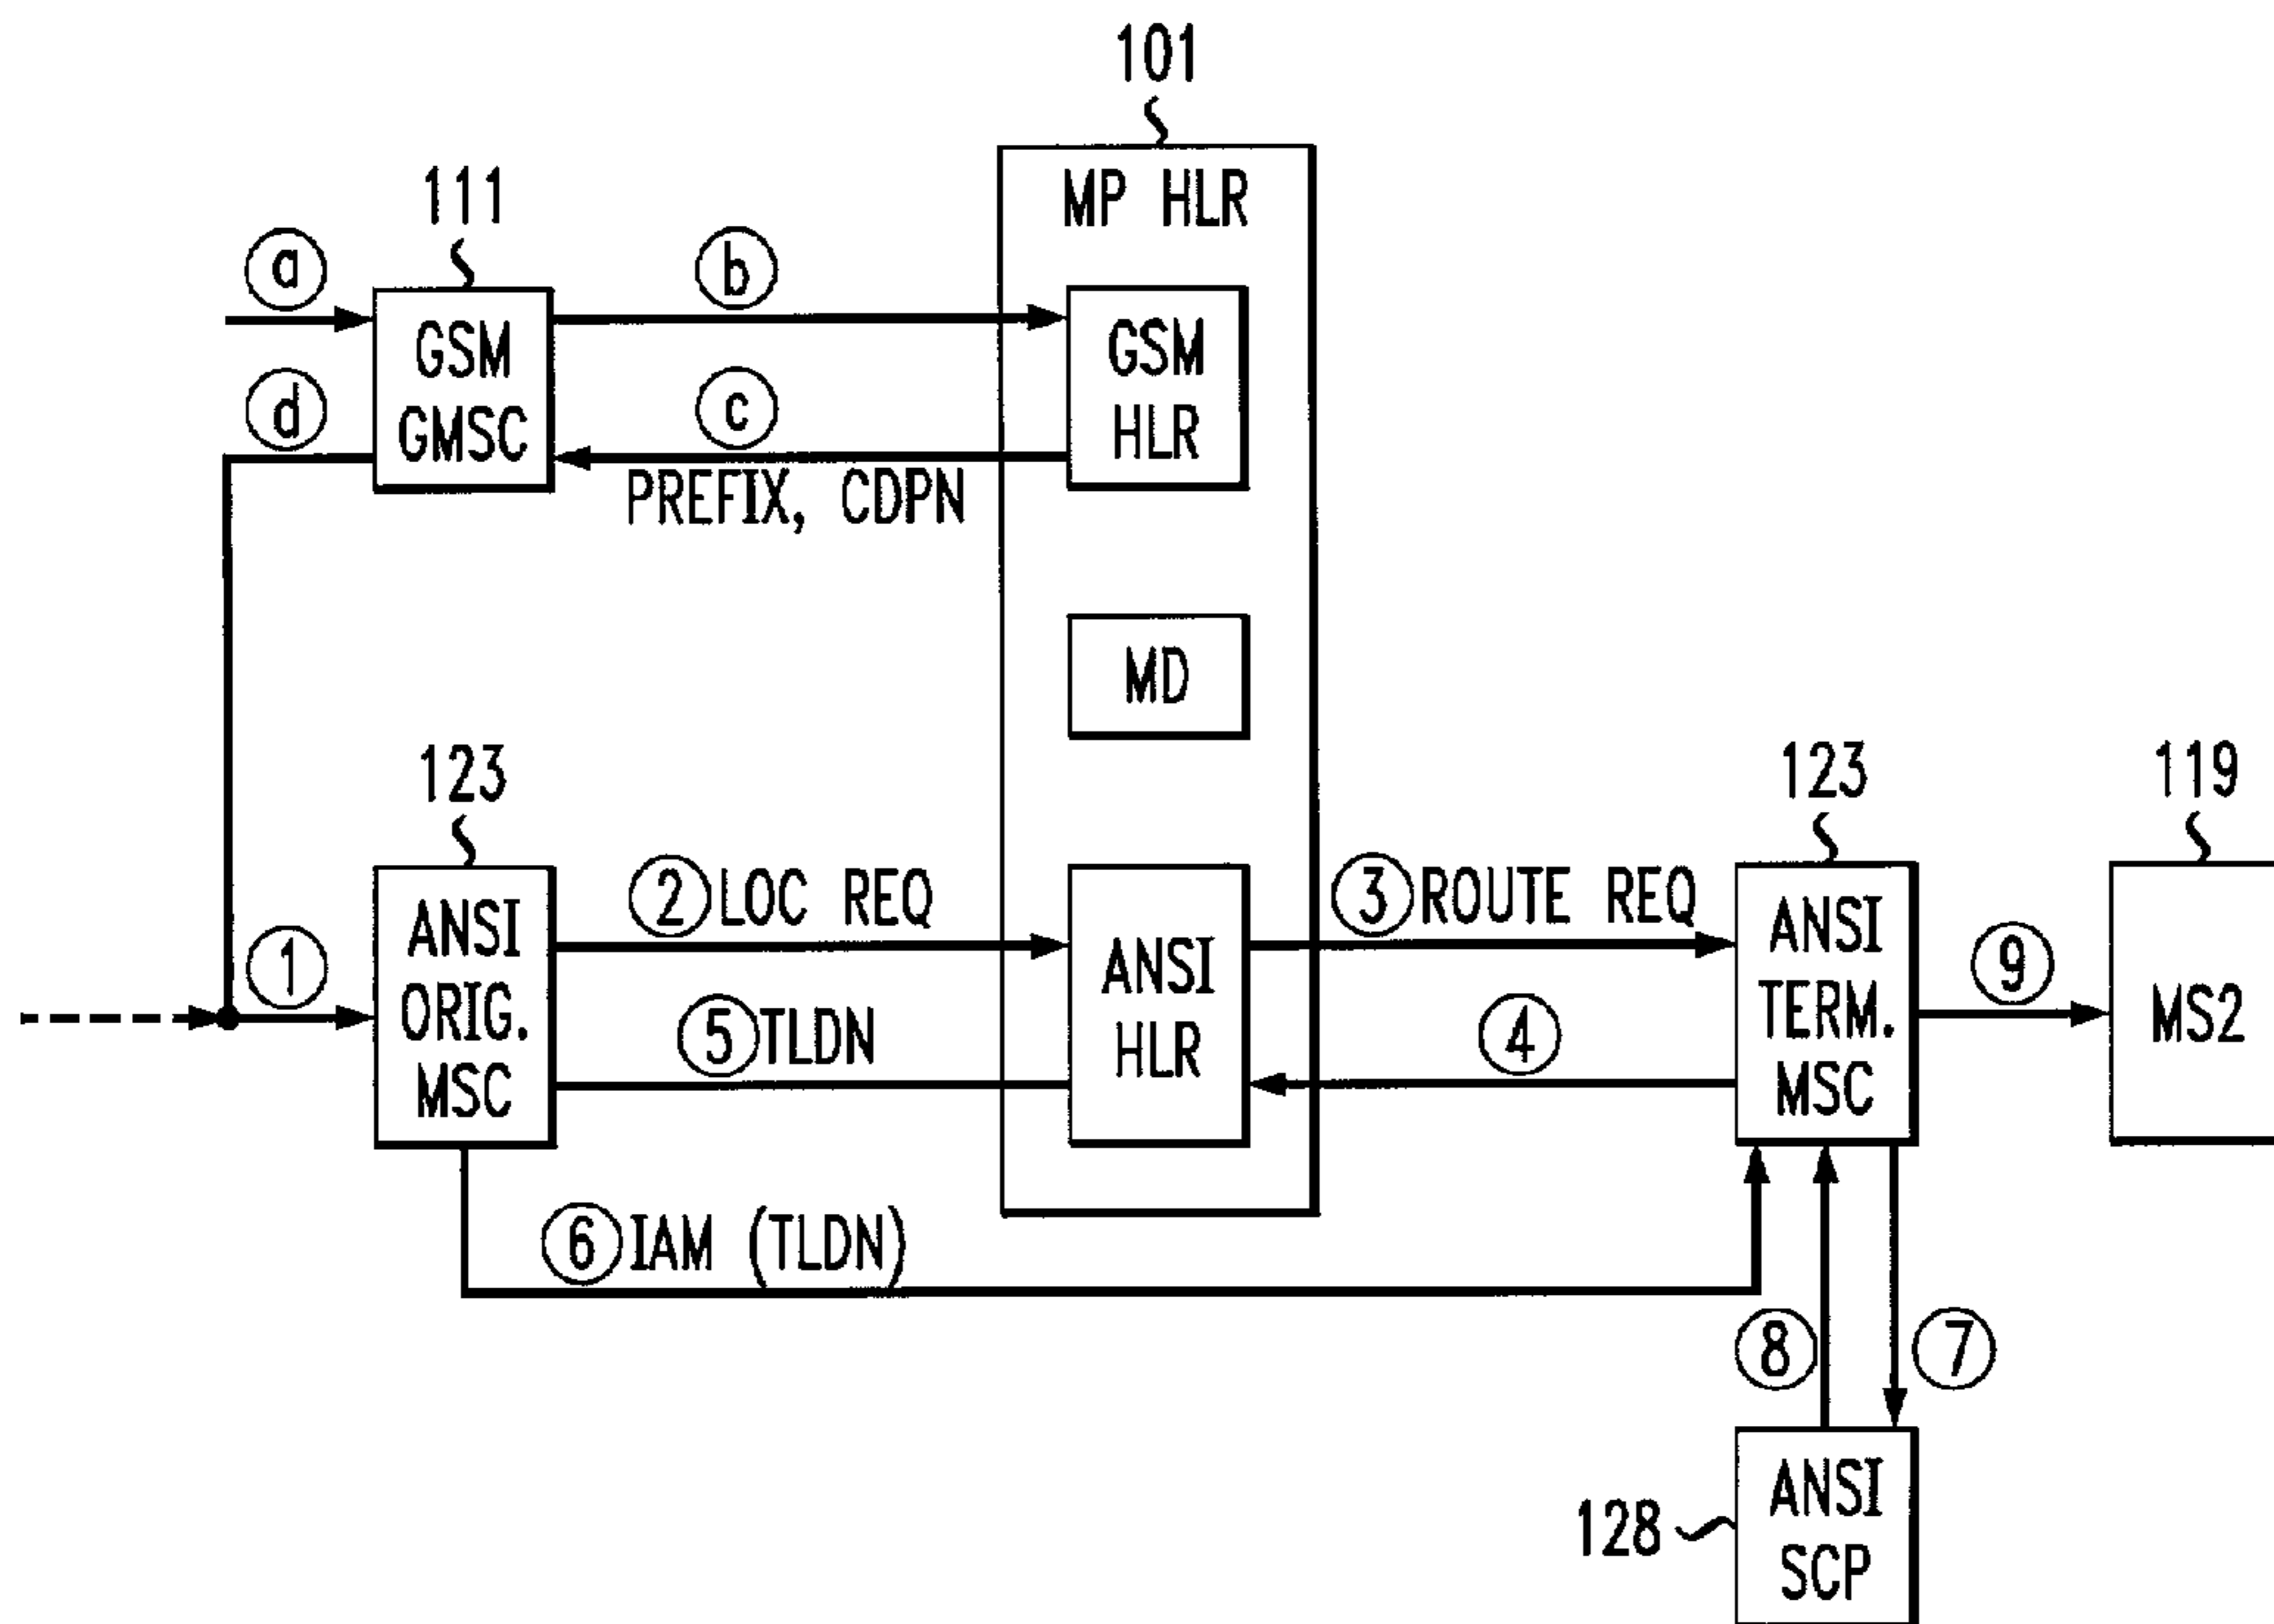 101
MP HLR
111
a
b
GSM
GMSC
GSM
HLR
d
c
PREFIX, CDPN
MD
123
123
119
2 LOC REQ
3 ROUTE REQ
ANSI
ORIG.
MSC
ANSI
HLR
ANSI
TERM.
MSC
9
MS2
1
5 TLDN
4
6 IAM (TLDN)
8
7
128
ANSI
SCP